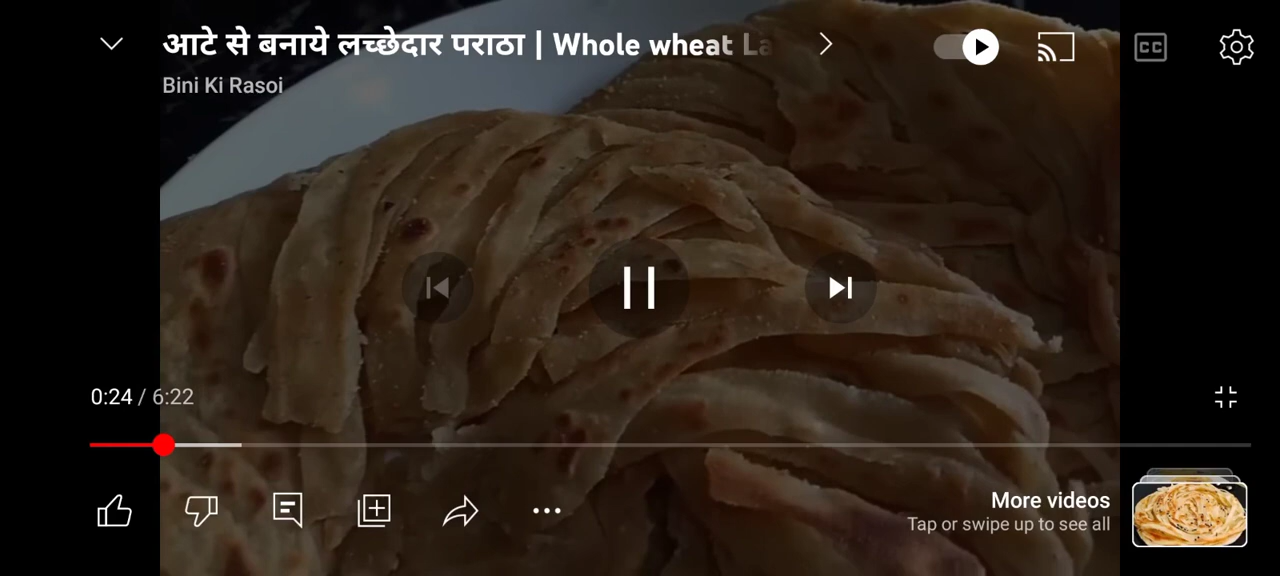 आटे से बनाये लच्छेदार पराठा | Whole wheat La
Bini Ki Rasoi
CC
0:24 / 6:22
More videos
Tap or swipe up to see all